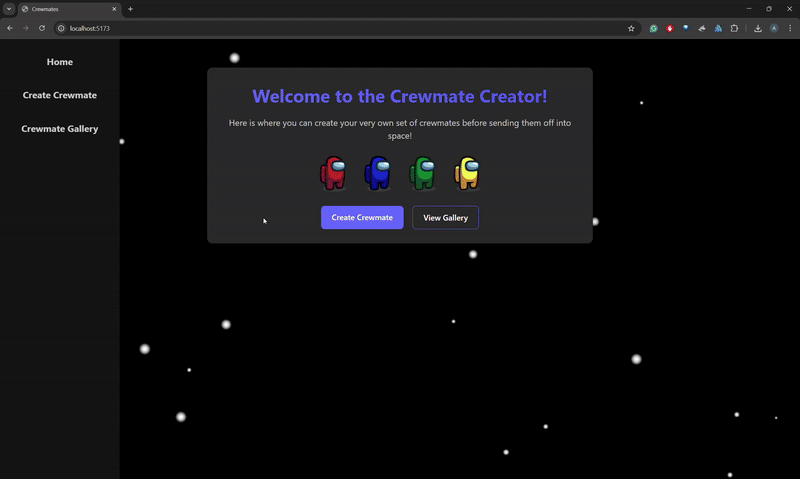 Crewmates
localhost:5173
A
Home
Create Crewmate
Crewmate Gallery
Welcome to the Crewmate Creator!
Here is where you can create your very own set of crewmates before sending them off into
space!
Create Crewmate
View Gallery